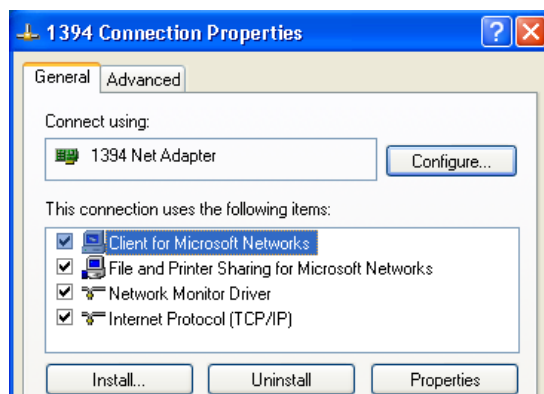 1394 Connection Properties
General Advanced
Connect using:
1394 Net Adapter
Configure...
This connection uses the following items:
Client for Microsoft Networks
File and Printer Sharing for Microsoft Networks
Network Monitor Driver
Internet Protocol (TCP/IP)
Install... Uninstall Properties